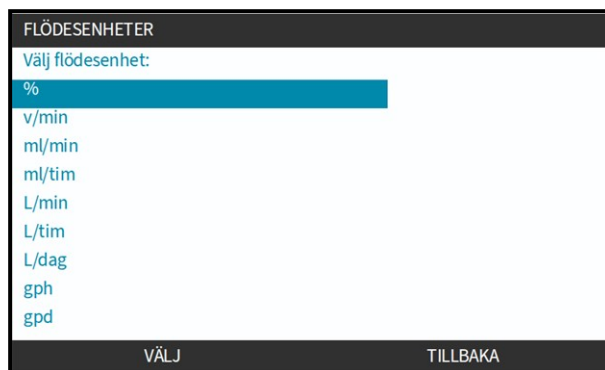 FLÖDESENHETER
Välj flödesenhet:
%
v/min
ml/min
ml/tim
L/min
L/tim
L/dag
gph
gpd
VÄLJ TILLBAKA